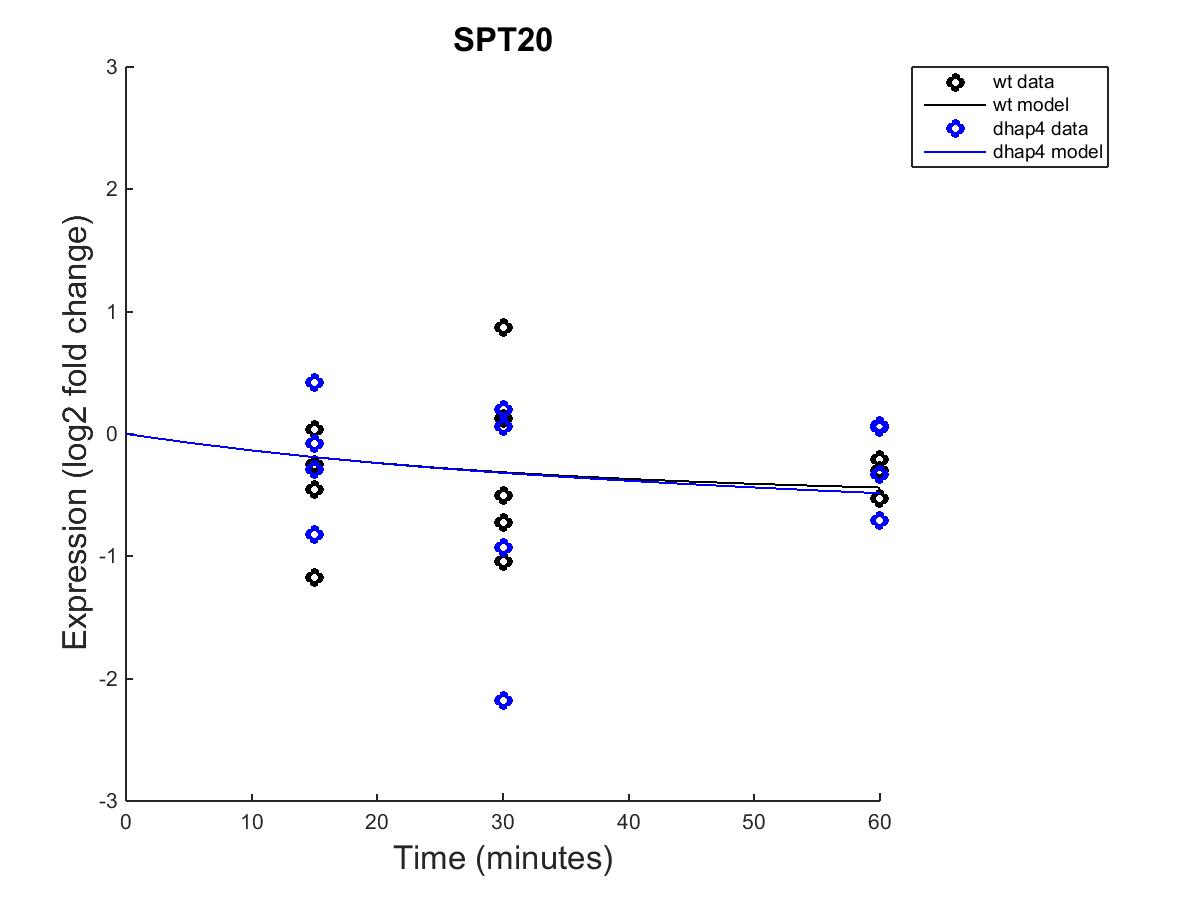 SPT20
wt data
wt model
dhap4 data
dhap4 model
3
2
1
0
-1
-2
-3
Expression (log2 fold change)
0 10 20 30 40 50 60
Time (minutes)